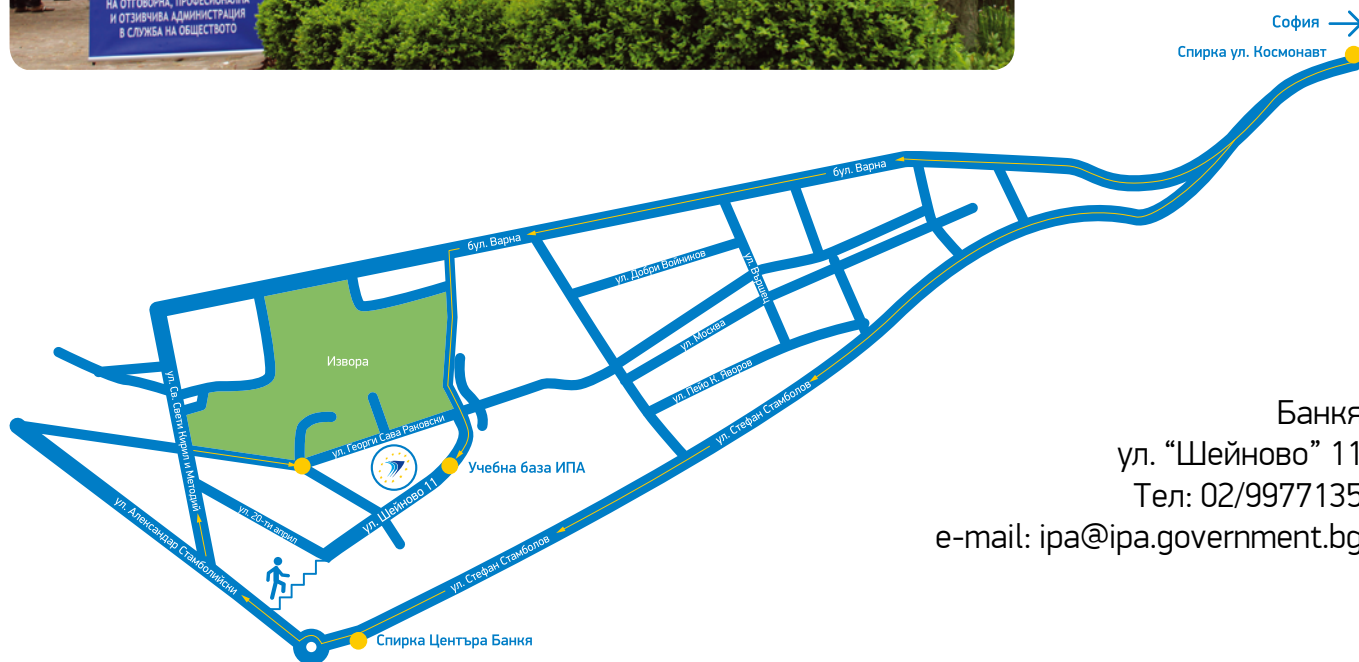 НА ОТГОВОРНА, ПРОФЕСИОНАЛНА
И ОТЗИВЧИВА АДМИНИСТРАЦИЯ
В СЛУЖБА НА ОБЩЕСТВОТО
София
Спирка ул. Космонавт
бул. Варна
бул. Варна
ул. Добри Войников
ул. Вършец
ул. Москва
Извора
ул. Пейо К. Яворов
ул. Св. Свети Кирил и Методий
ул. Георги Сава Раковски
ул. Стефан Стамболов
Учебна база ИПА
ул. Шейново 11
ул. 20-ти април
ул. Александар Стамболийски
ул. Стефан Стамболов
Спирка Центъра Банкя
Банкя
ул. “Шейново” 11
Тел: 02/9977135
e-mail: ipa@ipa.government.bg